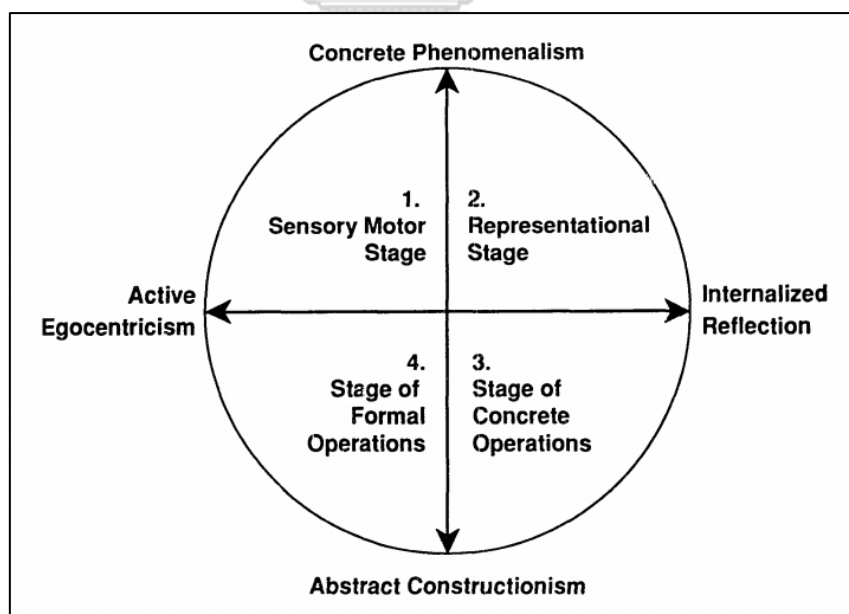 Concrete Phenomenalism
1.
Sensory Motor
Stage
2.
Representational
Stage
Active
Egocentricism
Internalized
Reflection
4.
Stage of
Formal
Operations
3.
Stage of
Concrete
Operations
Abstract Constructionism